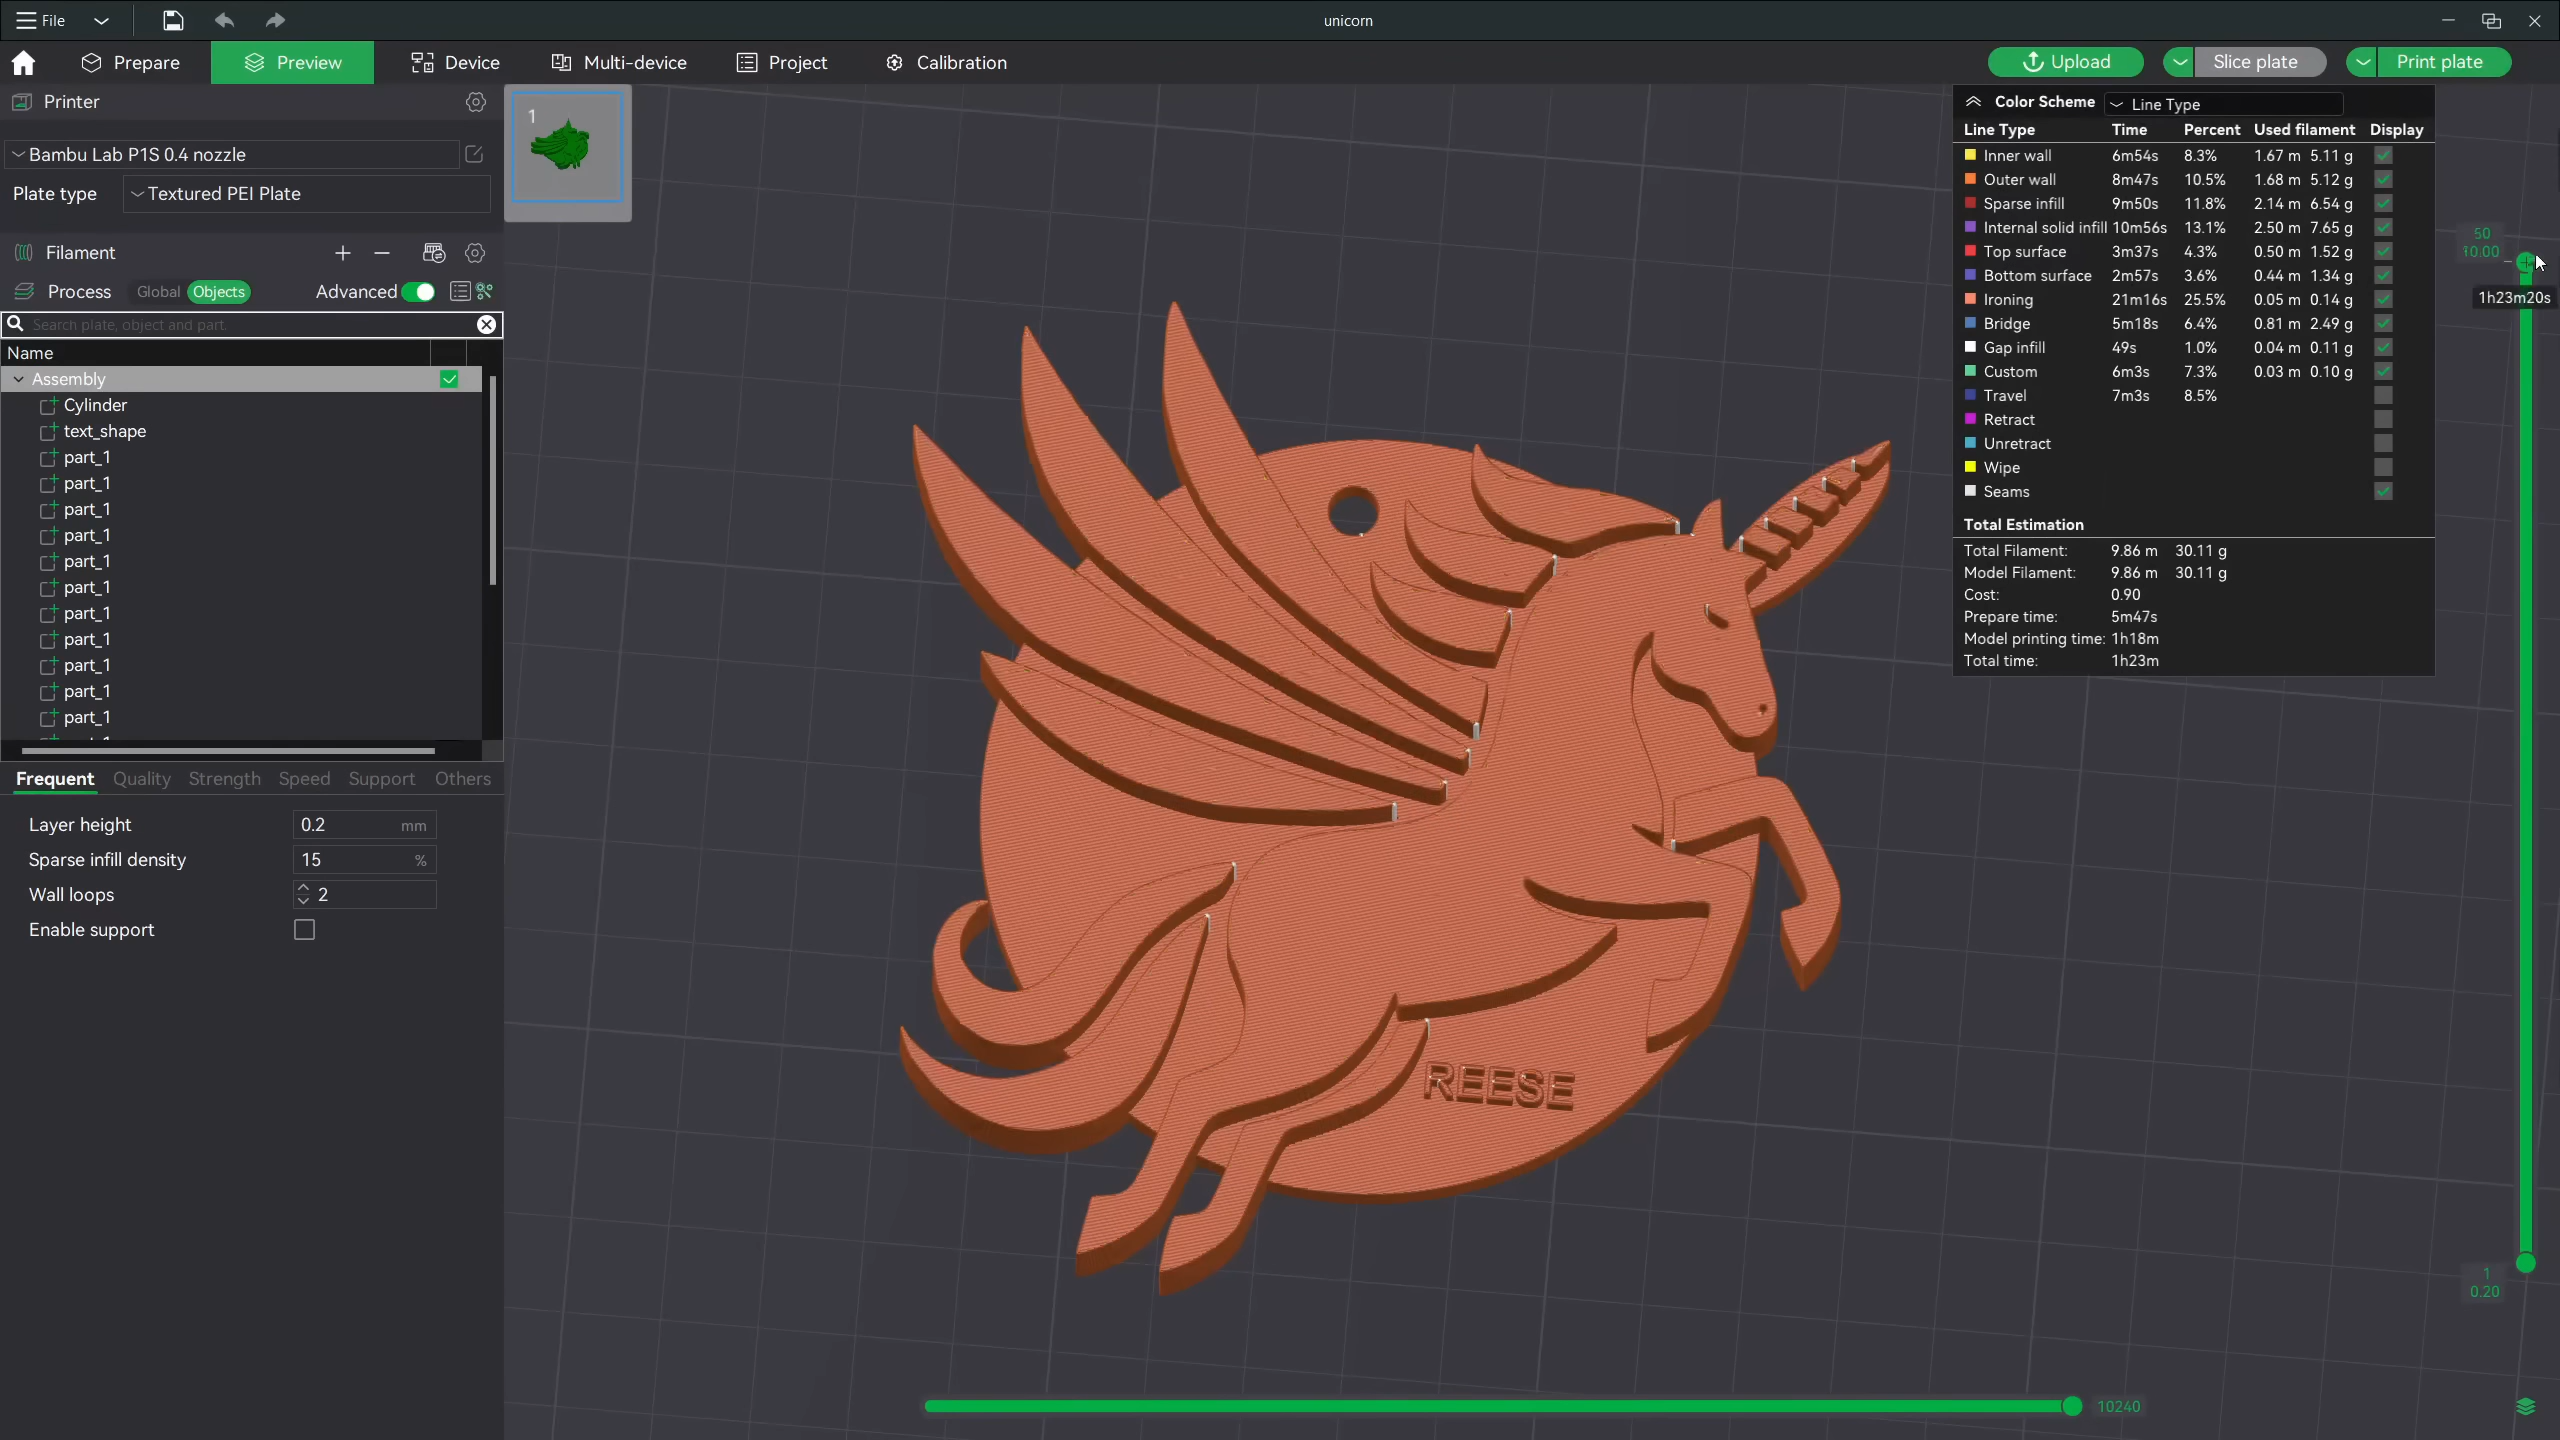 File
unicorn
Prepare
Preview
Device
Multi-device
Project
Calibration
Upload
Slice plate
Print plate
Printer
Bambu Lab P1S 0.4 nozzle
Plate type
Textured PEI Plate
Filament
Process
Global
Objects
Advanced
Search plate, object and part.
Name
Assembly
Cylinder
text_shape
part_1
part_1
part_1
part_1
part_1
part_1
part_1
part_1
part_1
part_1
part_1
Frequent
Quality
Strength
Speed
Support
Others
Layer height 0.2 mm
Sparse infill density 15 %
Wall loops 2
Enable support
1
REESE
Color Scheme Line Type
Line Type Time Percent Used filament Display
Inner wall 6m54s 8.3% 1.67 m 5.11 g
Outer wall 8m47s 10.5% 1.68 m 5.12 g
Sparse infill 9m50s 11.8% 2.14 m 6.54 g
Internal solid infill 10m56s 13.1% 2.50 m 7.65 g
Top surface 3m37s 4.3% 0.50 m 1.52 g
Bottom surface 2m57s 3.6% 0.44 m 1.34 g
Ironing 21m16s 25.5% 0.05 m 0.14 g
Bridge 5m18s 6.4% 0.81 m 2.49 g
Gap infill 49s 1.0% 0.04 m 0.11 g
Custom 6m3s 7.3% 0.03 m 0.10 g
Travel 7m3s 8.5%
Retract
Unretract
Wipe
Seams
Total Estimation
Total Filament: 9.86 m 30.11 g
Model Filament: 9.86 m 30.11 g
Cost: 0.90
Prepare time: 5m47s
Model printing time: 1h18m
Total time: 1h23m
50
10.00
1h23m20s
1
0.20
10240